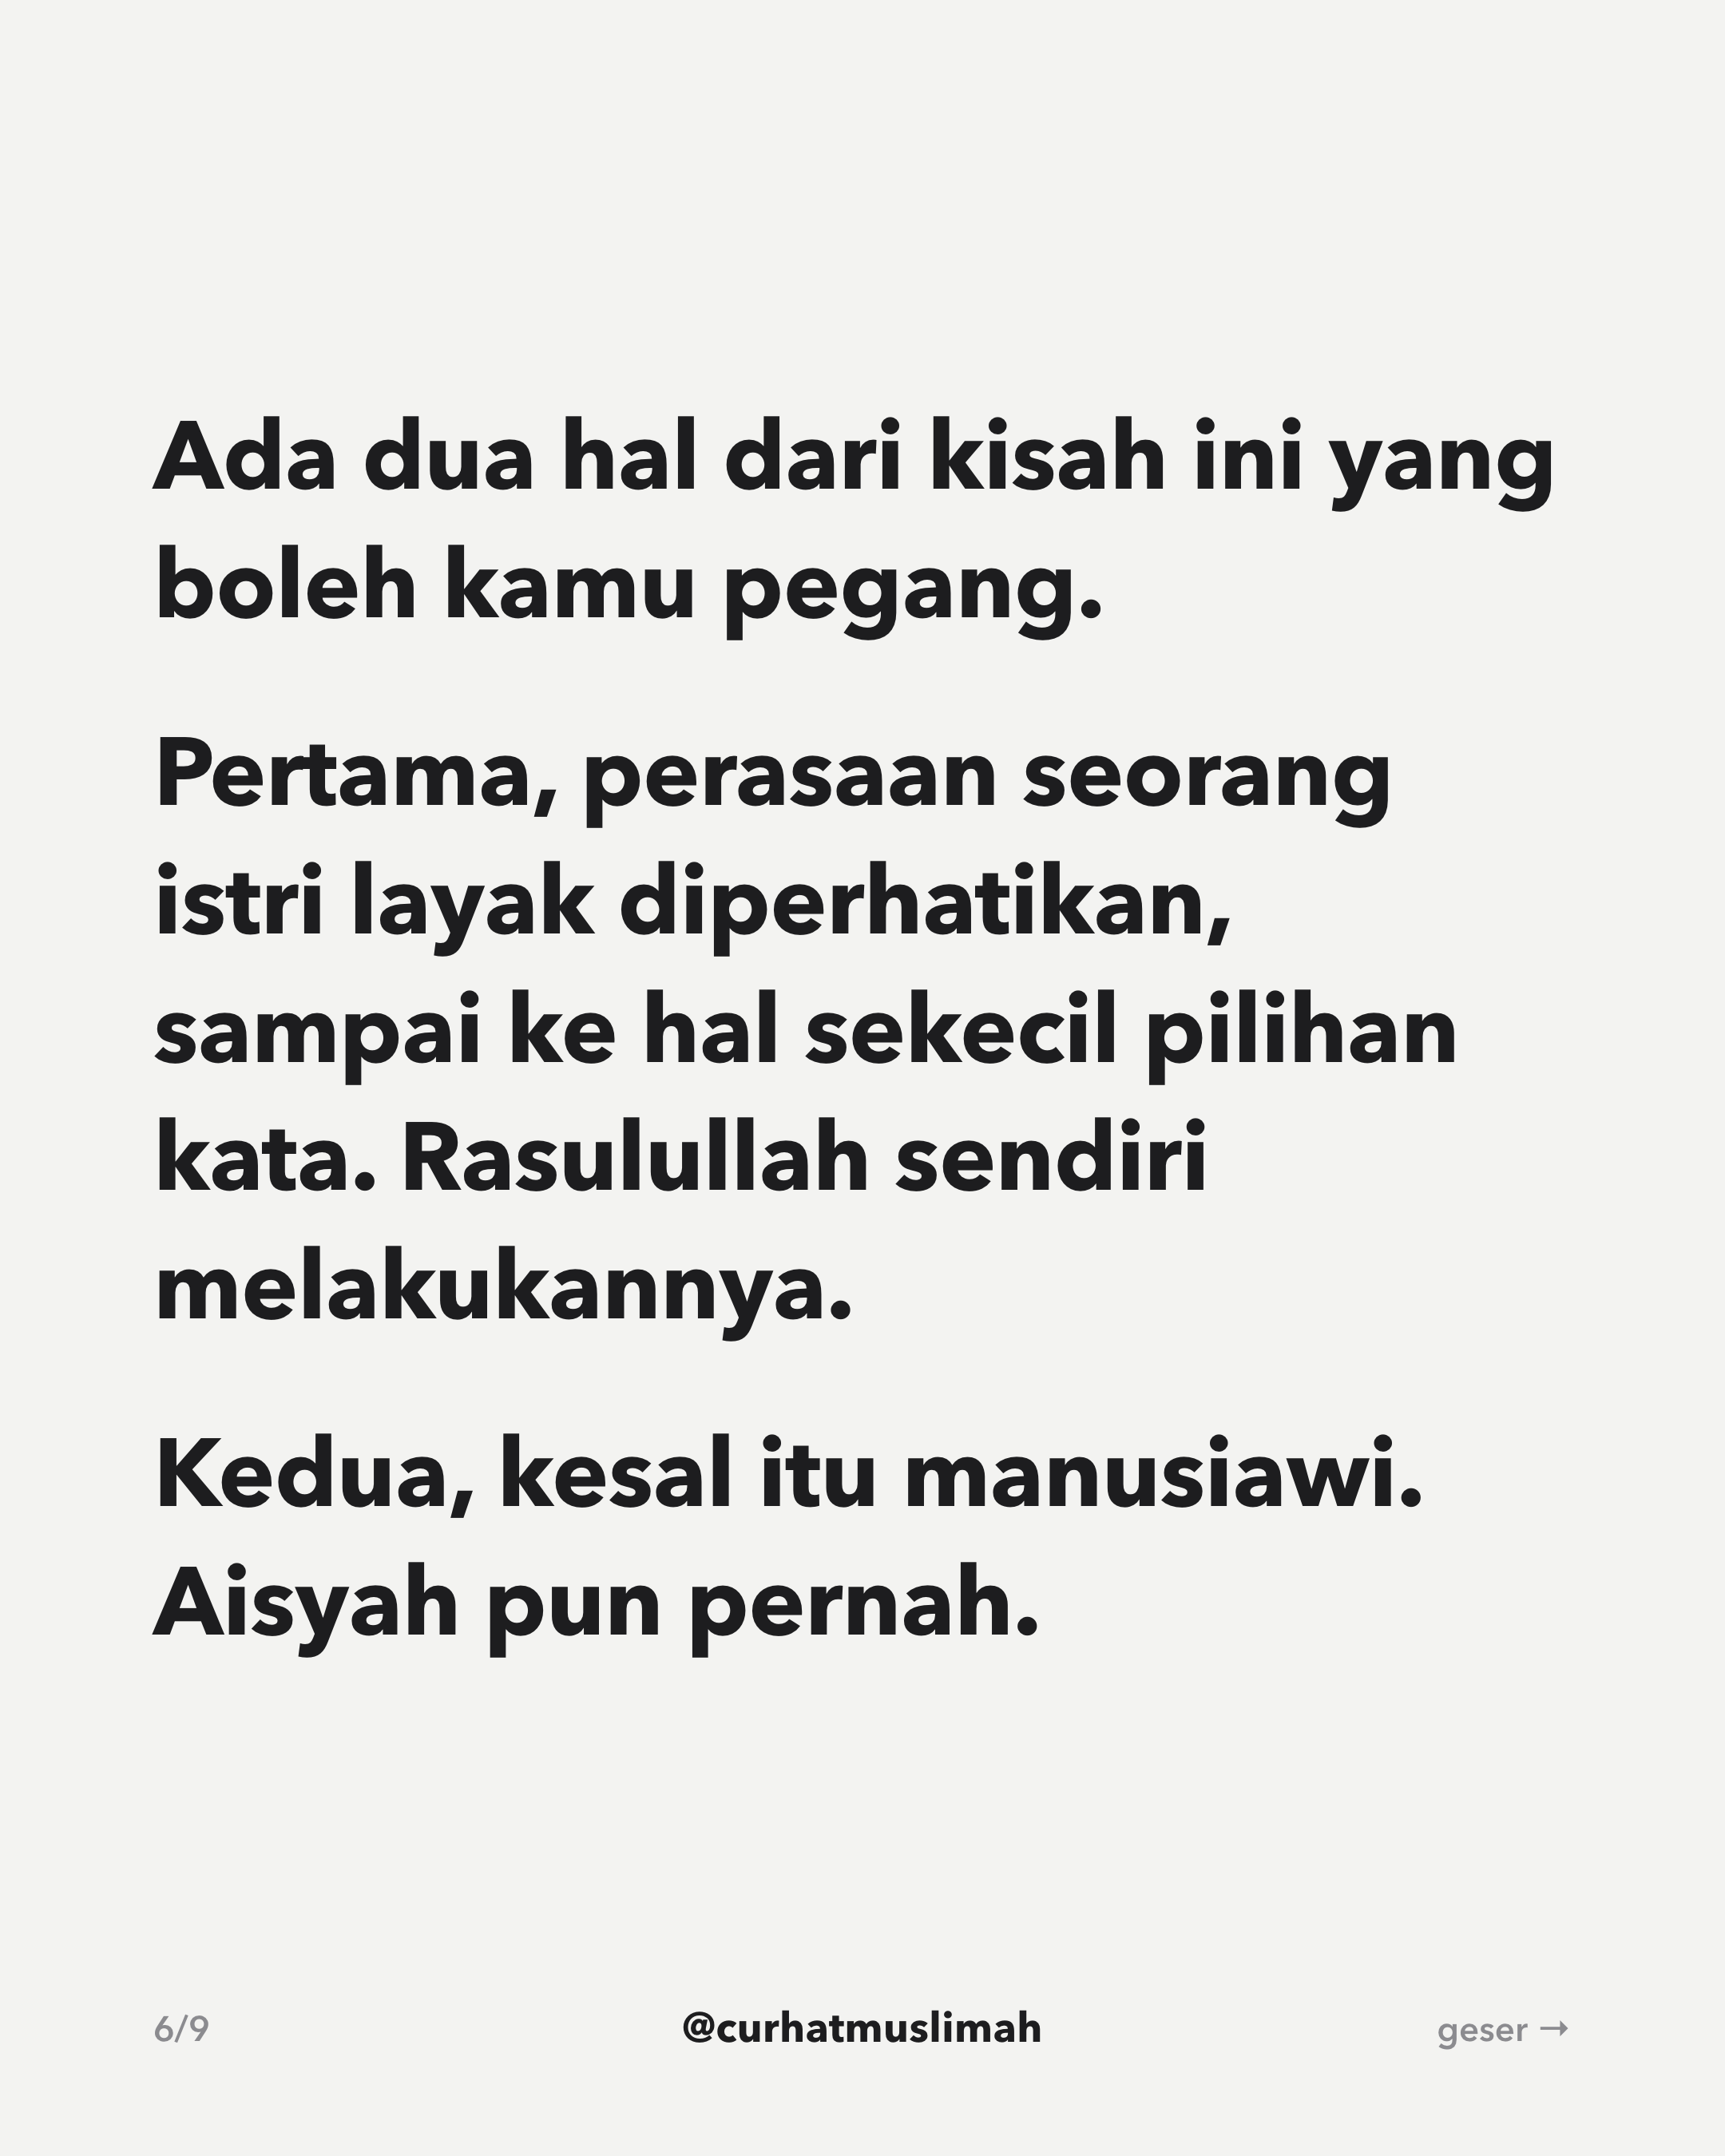 Ada dua hal dari kisah ini yang
boleh kamu pegang.
Pertama, perasaan seorang
istri layak diperhatikan,
sampai ke hal sekecil pilihan
kata. Rasulullah sendiri
melakukannya.
Kedua, kesal itu manusiawi.
Aisyah pun pernah.
6/9
@curhatmuslimah
geser →